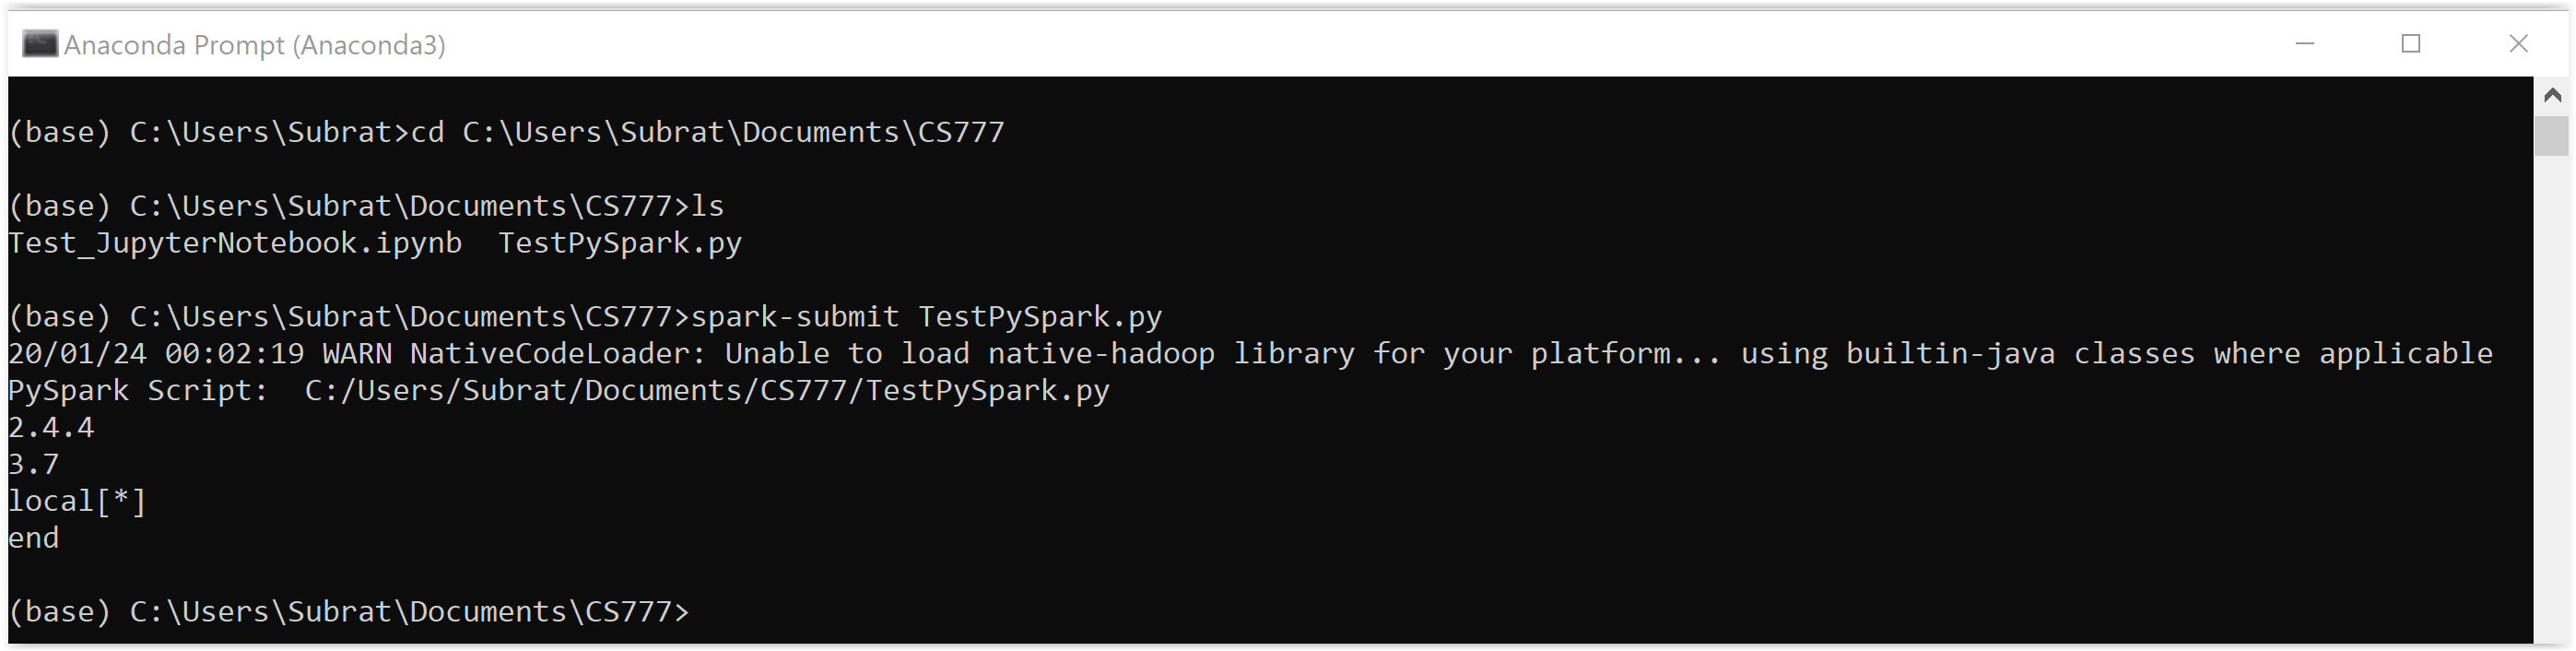 Anaconda Prompt (Anaconda3)
(base) C:\Users\Subrat>cd C:\Users\Subrat\Documents\CS777
(base) C:\Users\Subrat\Documents\CS777>ls
Test_JupyterNotebook.ipynb  TestPySpark.py
(base) C:\Users\Subrat\Documents\CS777>spark-submit TestPySpark.py
20/01/24 00:02:19 WARN NativeCodeLoader: Unable to load native-hadoop library for your platform... using builtin-java classes where applicable
PySpark Script:  C:/Users/Subrat/Documents/CS777/TestPySpark.py
2.4.4
3.7
local[*]
end
(base) C:\Users\Subrat\Documents\CS777>